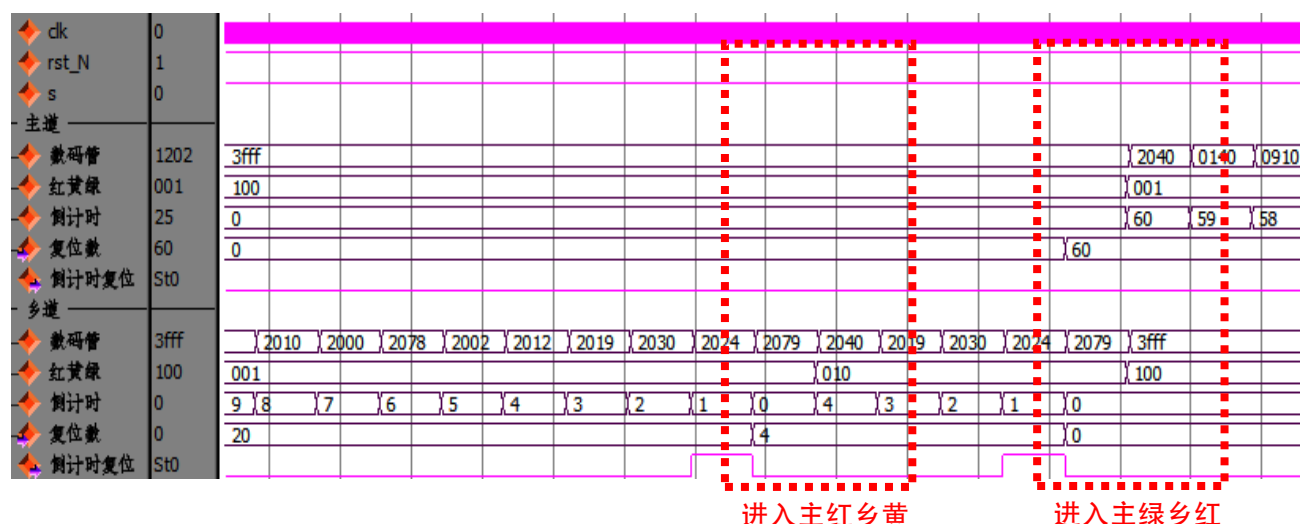 clk 0
rst_N 1
s 0
主道
数码管 1202 3fff 2040 0140 0910
红黄绿 001 100 001
倒计时 25 0 60 59 58
复位数 60 0 60
倒计时复位 St0
乡道
数码管 3fff 2010 2000 2078 2002 2012 2019 2030 2024 2079 2040 2019 2030 2024 2079 3fff
红黄绿 100 001 010 100
倒计时 0 9 8 7 6 5 4 3 2 1 0 4 3 2 1 0
复位数 0 20 4 0
倒计时复位 St0
进入主红乡黄 进入主绿乡红